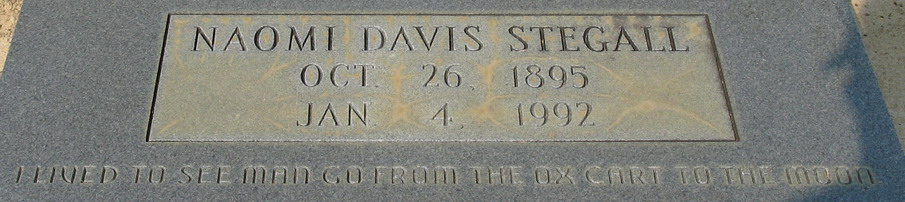 NAOMI DAVIS STEGALL
OCT. 26, 1895
JAN. 4, 1992
I LIVED TO SEE MAN GO FROM THE OX CART TO THE MOON